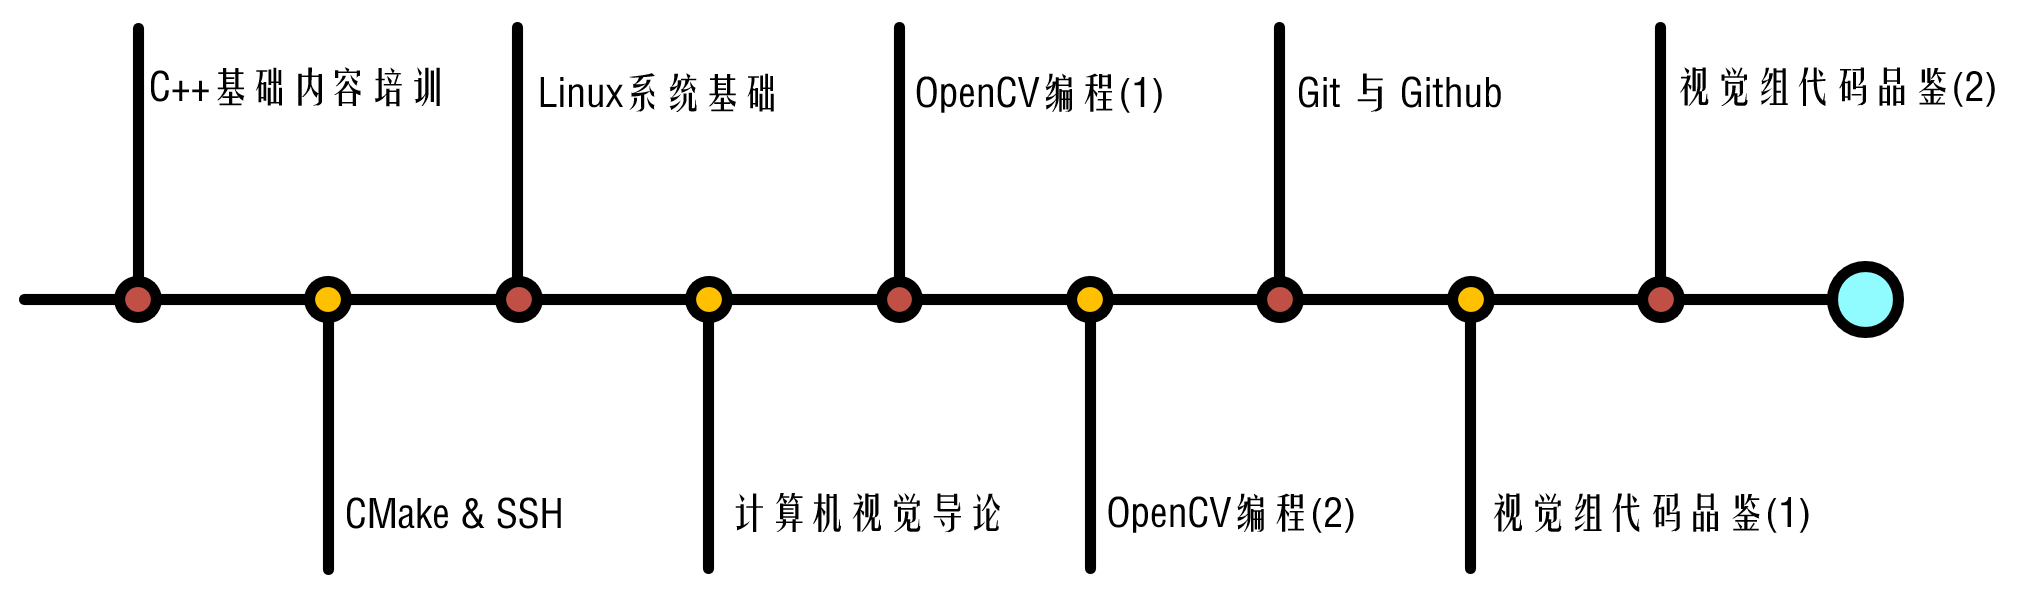 C++基础内容培训
CMake & SSH
Linux系统基础
计算机视觉导论
OpenCV编程(1)
OpenCV编程(2)
Git 与 Github
视觉组代码品鉴(1)
视觉组代码品鉴(2)